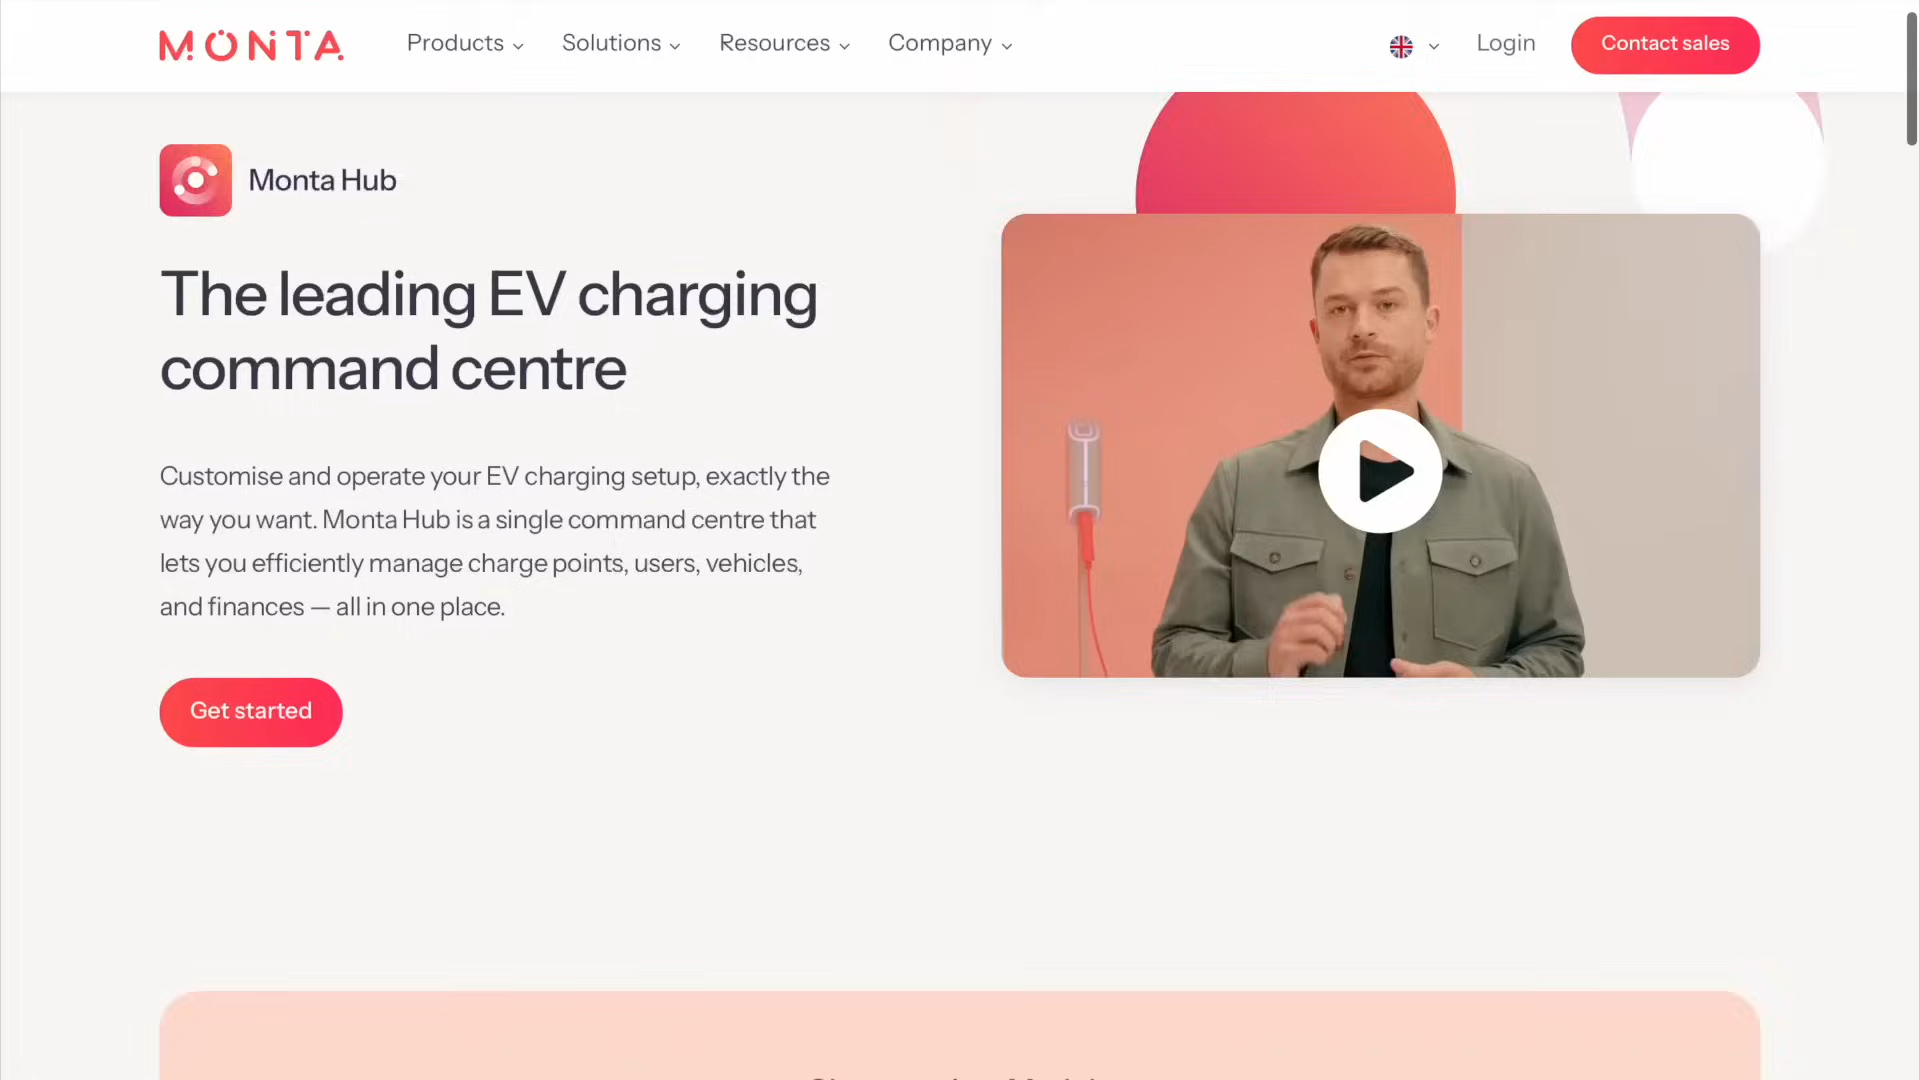 MONTA
Products
Solutions
Resources
Company
Login
Contact sales
Monta Hub
The leading EV charging
command centre
Customise and operate your EV charging setup, exactly the
way you want. Monta Hub is a single command centre that
lets you efficiently manage charge points, users, vehicles,
and finances — all in one place.
Get started